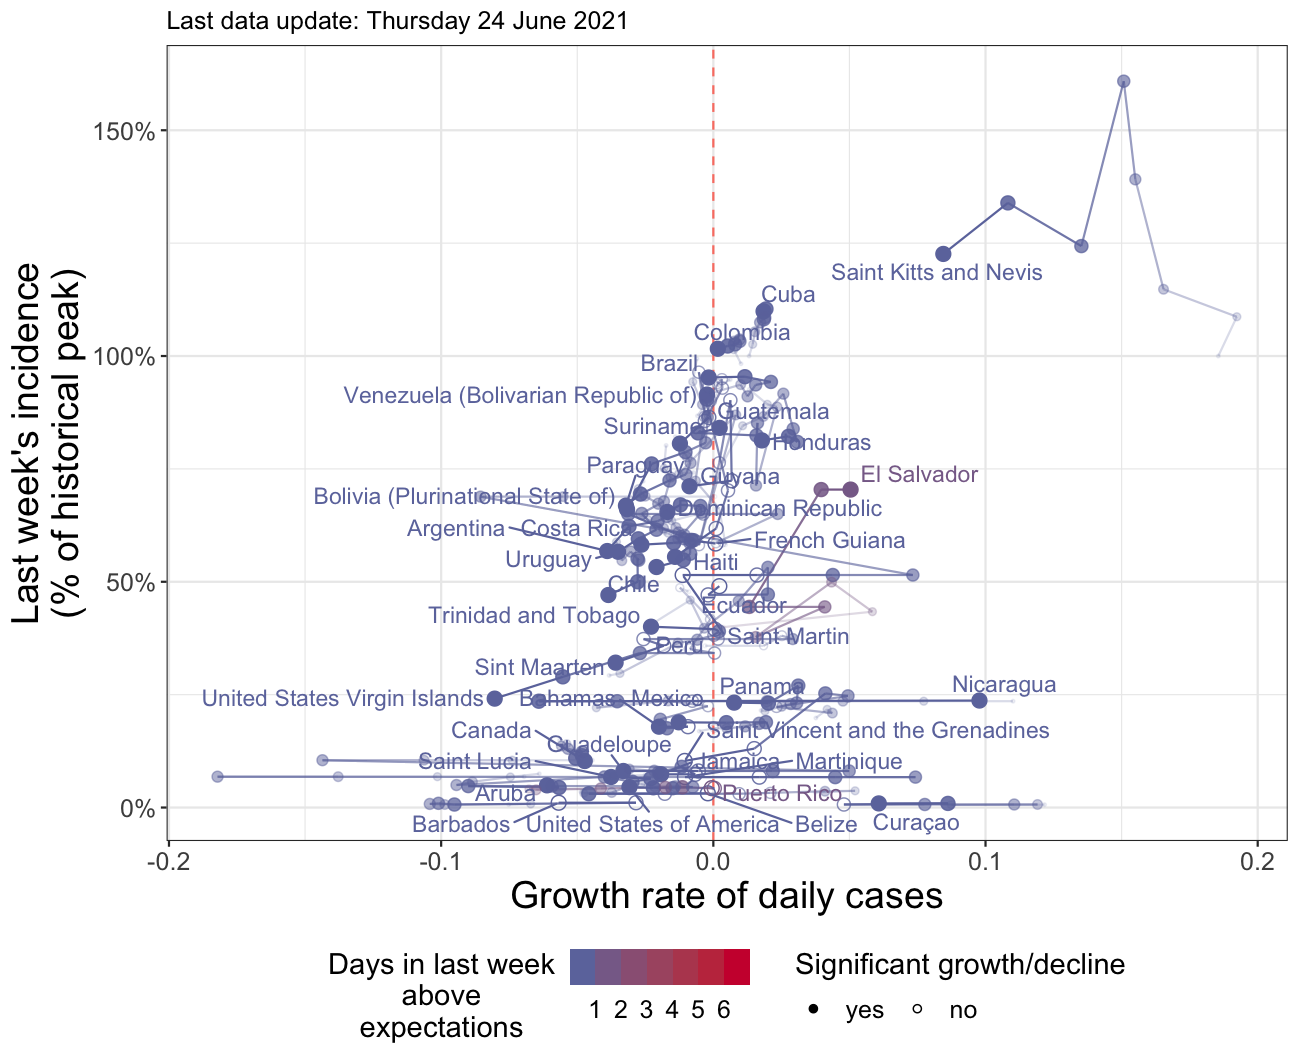 Last data update: Thursday 24 June 2021
Last week's incidence
(% of historical peak)
150%
100%
50%
0%
Saint Kitts and Nevis
Cuba
Colombia
Brazil
Venezuela (Bolivarian Republic of)
Guatemala
Suriname
Honduras
Paraguay
Guyana
El Salvador
Bolivia (Plurinational State of)
Dominican Republic
Argentina
Costa Rica
French Guiana
Uruguay
Haiti
Chile
Ecuador
Trinidad and Tobago
Saint Martin
Peru
Sint Maarten
Panama
Nicaragua
United States Virgin Islands
Bahamas
Mexico
Canada
Saint Vincent and the Grenadines
Guadeloupe
Saint Lucia
Jamaica
Martinique
Aruba
Puerto Rico
Barbados
United States of America
Belize
Curaçao
-0.2
-0.1
0.0
0.1
0.2
Growth rate of daily cases
Days in last week
above
expectations
1 2 3 4 5 6
Significant growth/decline
yes
no